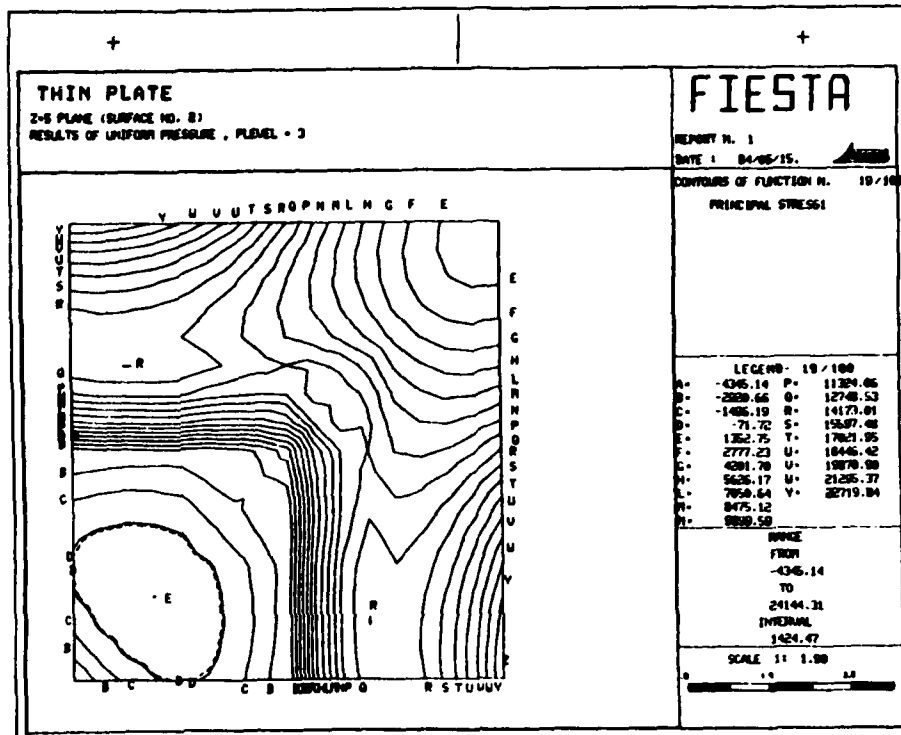 + +
THIN PLATE
Z=5 PLANE (SURFACE NO. 2)
RESULTS OF UNIFORM PRESSURE , PLEVEL = 3
FIESTA
REPORT N. 1
DATE : 84/06/15.
CONTOURS OF FUNCTION N. 19/100
PRINCIPAL STRESS1
Y W V U T S R Q P N M L H G F E
Y
U
T
S
R
E
F
G
H
L
M
N
P
Q
R
S
T
U
V
W
Y
Z
R
Q
P
B
C
D
C
B
E
R
B C D D C B Q R S T U V W Y
LEGEND- 19/100
A= -4345.14 P= 11324.06
B= -2920.66 Q= 12748.53
C= -1496.19 R= 14173.01
D= -71.72 S= 15597.48
E= 1352.75 T= 17021.95
F= 2777.23 U= 18446.42
G= 4201.70 V= 19870.90
H= 5626.17 W= 21295.37
L= 7050.64 Y= 22719.84
M= 8475.12
N= 9899.59
RANGE
FROM
-4345.14
TO
24144.31
INTERVAL
1424.47
SCALE 1: 1.90
0